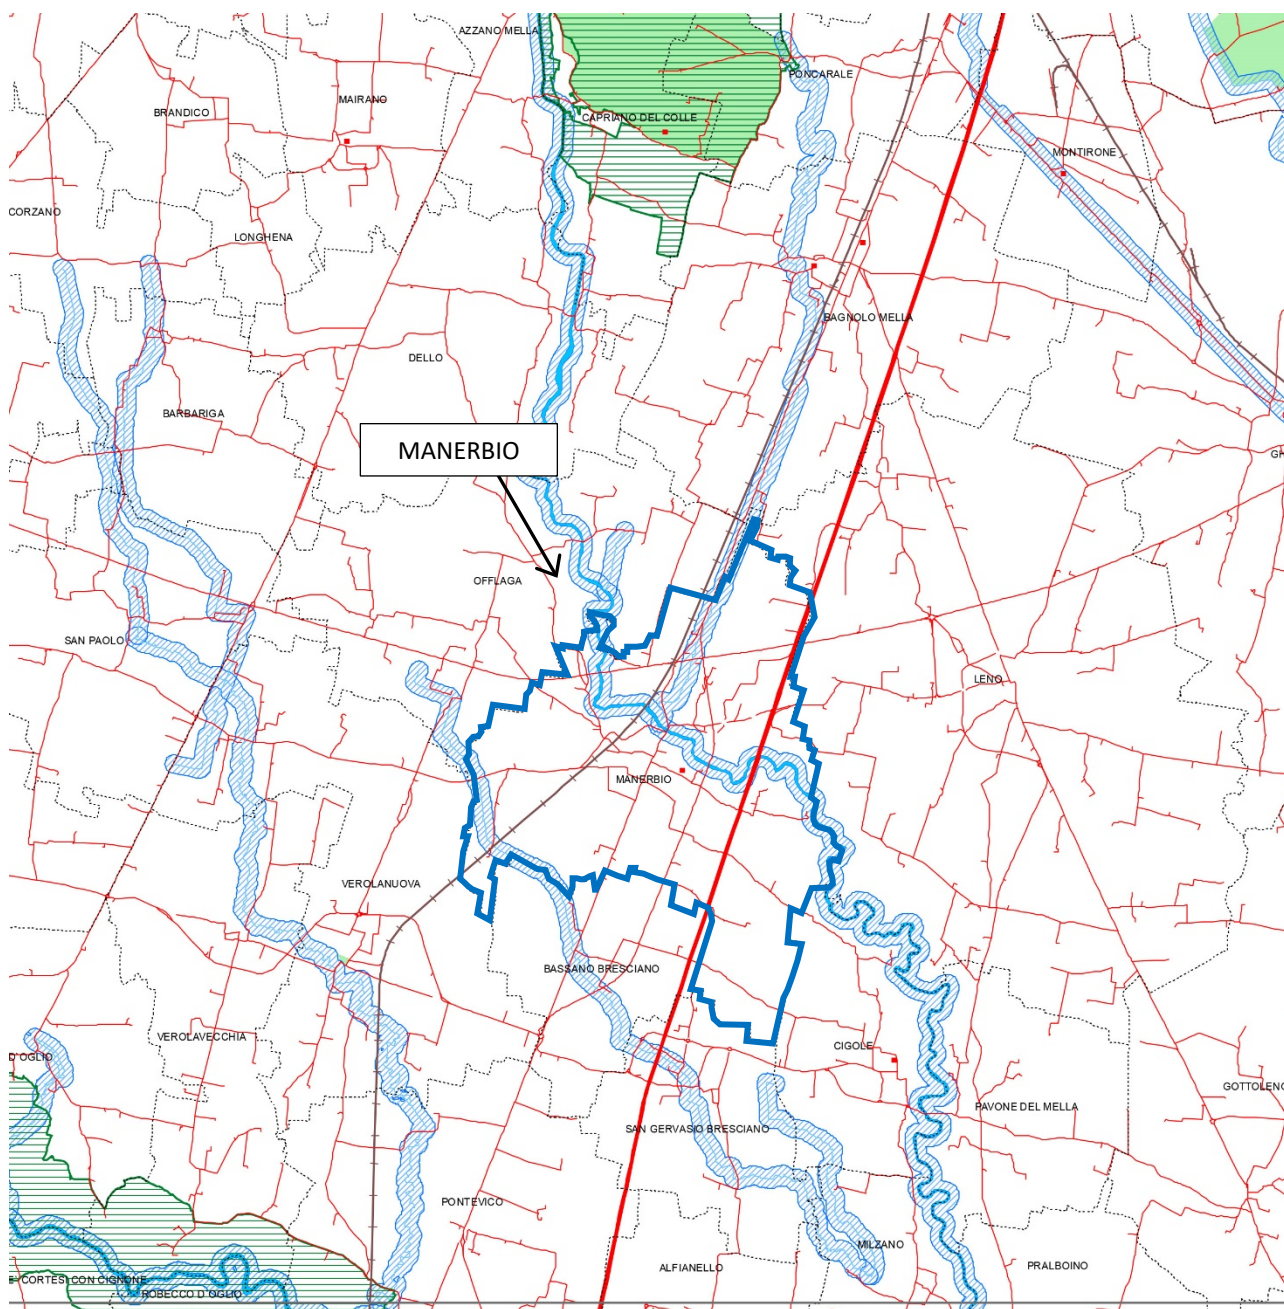 AZZANO MELLA
PONCARALE
MAIRANO
BRANDICO
CAPRIANO DEL COLLE
MONTIRONE
CORZANO
LONGHENA
BAGNOLO MELLA
DELLO
BARBARIGA
MANERBIO
GH
OFFLAGA
SAN PAOLO
LENO
MANERBIO
VEROLANUOVA
BASSANO BRESCIANO
VEROLAVECCHIA
CIGOLE
D'OGLIO
GOTTOLENG
PAVONE DEL MELLA
SAN GERVASIO BRESCIANO
PONTEVICO
MILZANO
PRALBOINO
ALFIANELLO
E CORTESI CON CIGNONE
ROBECCO D'OGLIO